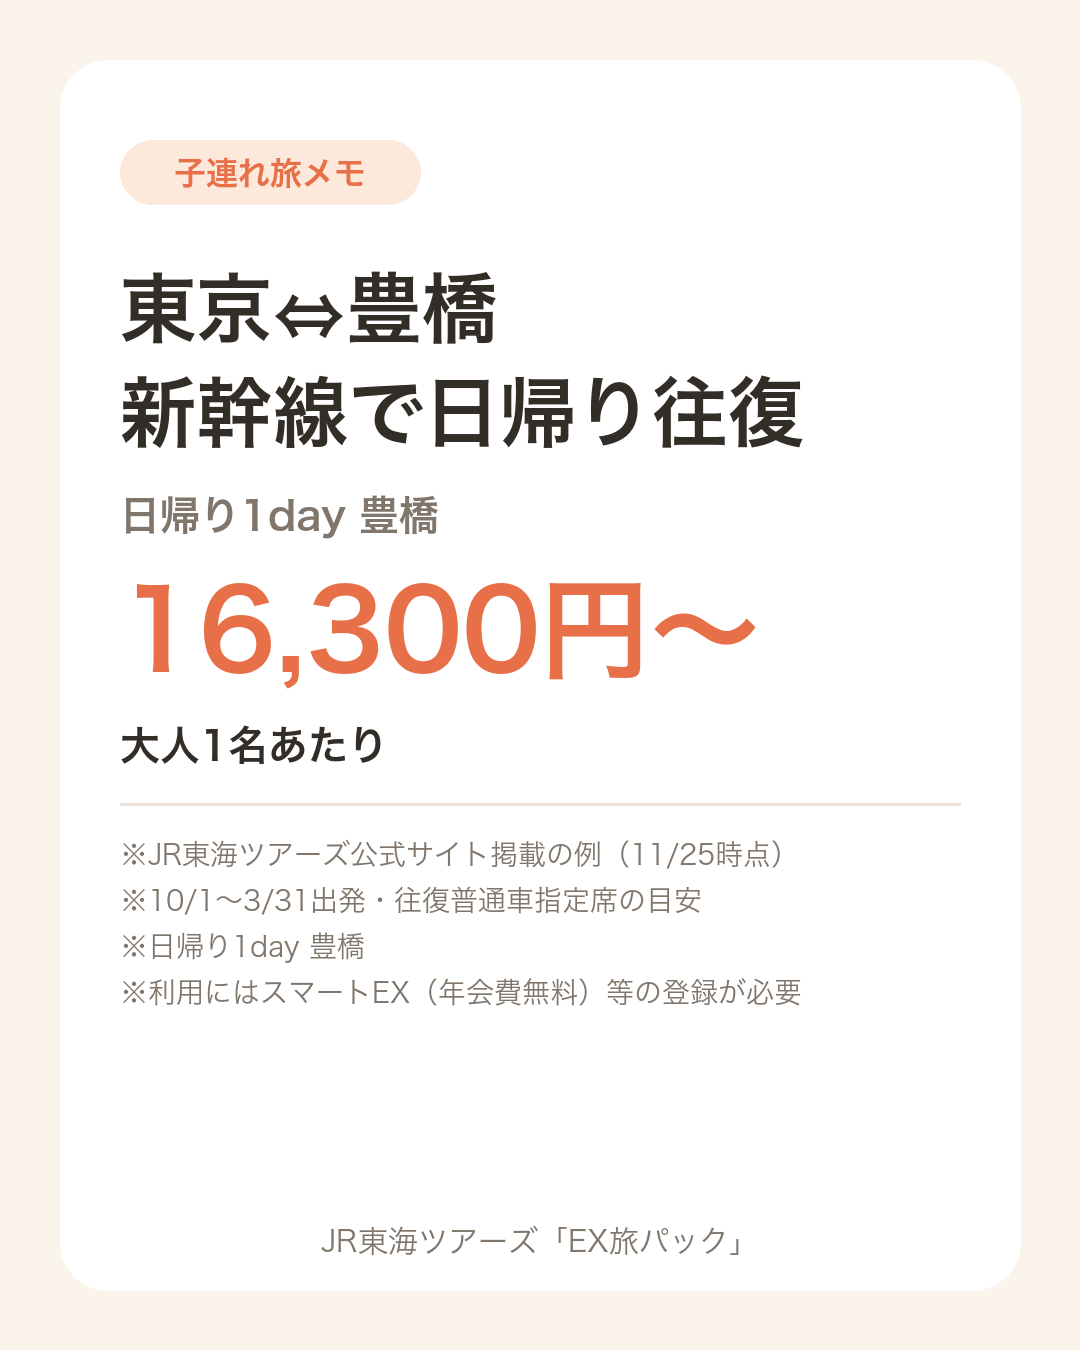 子連れ旅メモ
東京⇔豊橋
新幹線で日帰り往復
日帰り1day 豊橋
16,300円〜
大人1名あたり
※JR東海ツアーズ公式サイト掲載の例（11/25時点）
※10/1〜3/31出発・往復普通車指定席の目安
※日帰り1day 豊橋
※利用にはスマートEX（年会費無料）等の登録が必要
JR東海ツアーズ「EX旅パック」